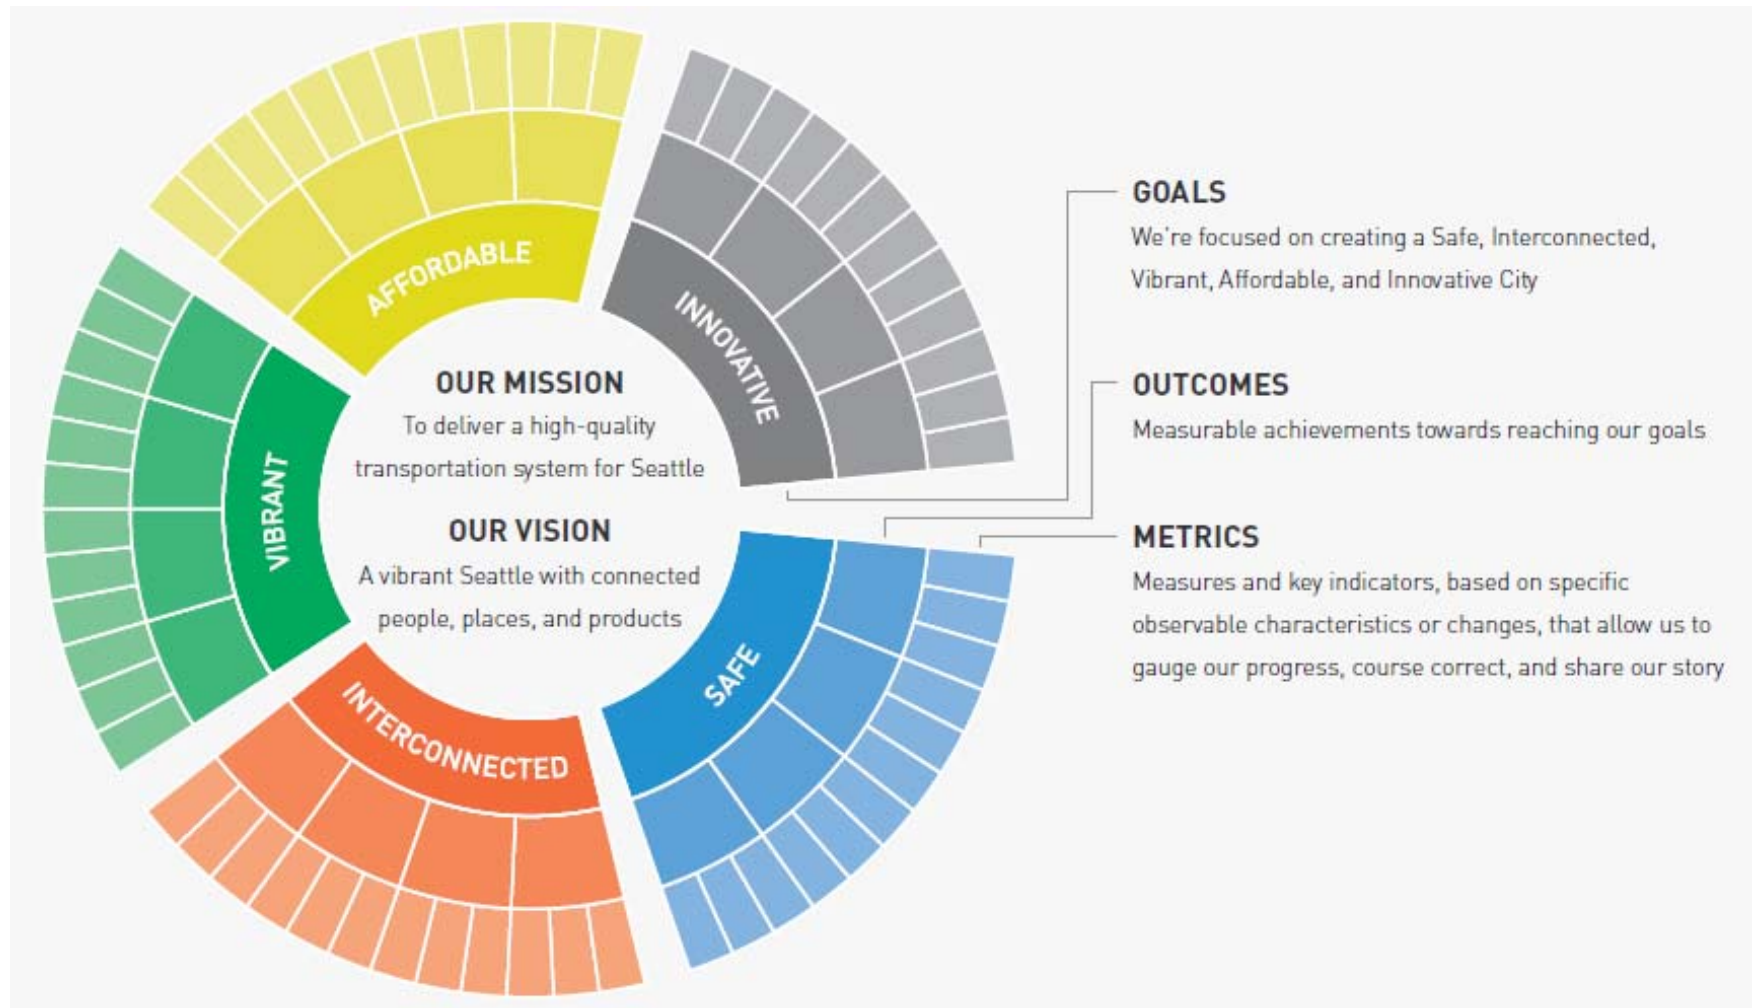 AFFORDABLE
INNOVATIVE
VIBRANT
INTERCONNECTED
SAFE
OUR MISSION
To deliver a high-quality
transportation system for Seattle
OUR VISION
A vibrant Seattle with connected
people, places, and products
GOALS
We're focused on creating a Safe, Interconnected,
Vibrant, Affordable, and Innovative City
OUTCOMES
Measurable achievements towards reaching our goals
METRICS
Measures and key indicators, based on specific
observable characteristics or changes, that allow us to
gauge our progress, course correct, and share our story